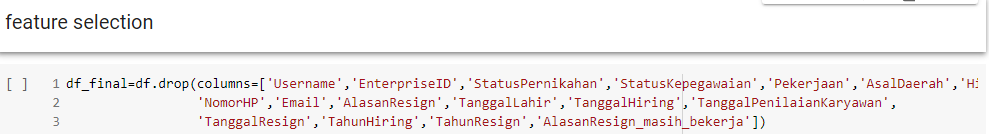 feature selection
[ ] 1 df_final=df.drop(columns=['Username','EnterpriseID','StatusPernikahan','StatusKepegawaian','Pekerjaan','AsalDaerah','Hi
2 'NomorHP','Email','AlasanResign','TanggalLahir','TanggalHiring','TanggalPenilaianKaryawan',
3 'TanggalResign','TahunHiring','TahunResign','AlasanResign_masih_bekerja'])